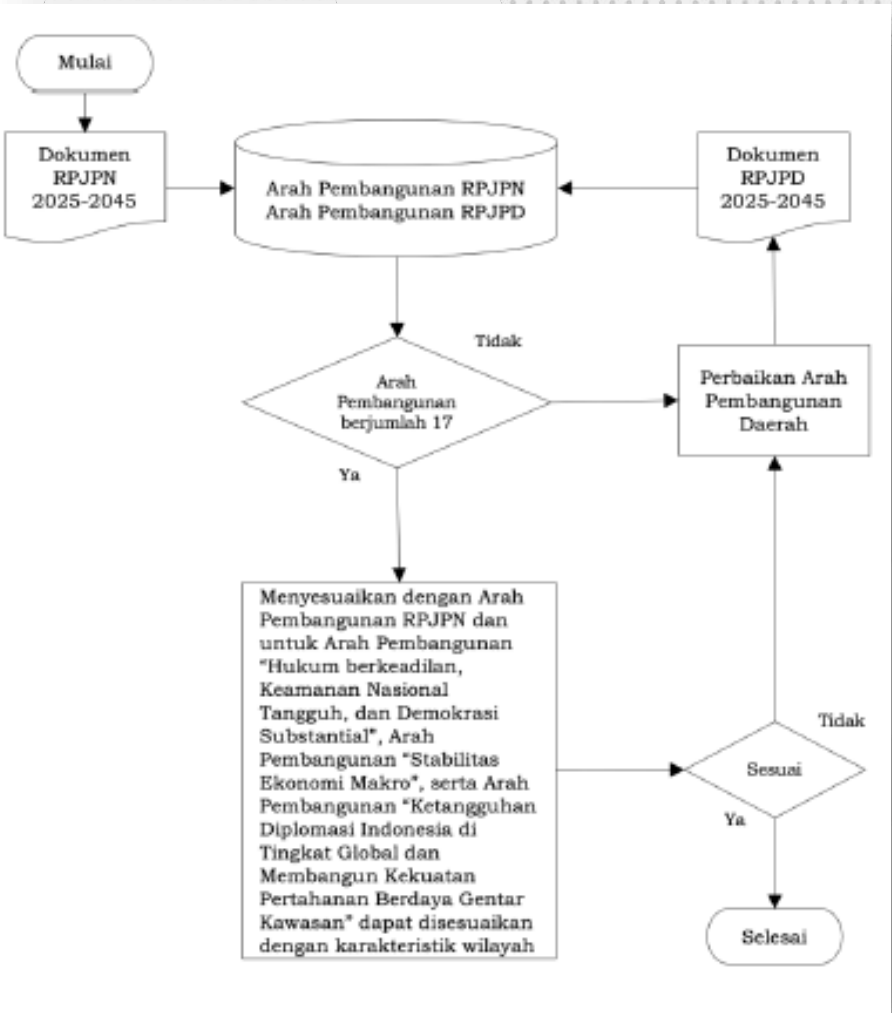 Mulai
Dokumen
RPJPN
2025-2045
Arah Pembangunan RPJPN
Arah Pembangunan RPJPD
Dokumen
RPJPD
2025-2045
Tidak
Arah
Pembangunan
berjumlah 17
Ya
Perbaikan Arah
Pembangunan
Daerah
Menyesuaikan dengan Arah
Pembangunan RPJPN dan
untuk Arah Pembangunan
“Hukum berkeadilan,
Keamanan Nasional
Tangguh, dan Demokrasi
Substantial”, Arah
Pembangunan “Stabilitas
Ekonomi Makro”, serta Arah
Pembangunan “Ketangguhan
Diplomasi Indonesia di
Tingkat Global dan
Membangun Kekuatan
Pertahanan Berdaya Gentar
Kawasan” dapat disesuaikan
dengan karakteristik wilayah
Tidak
Sesuai
Ya
Selesai